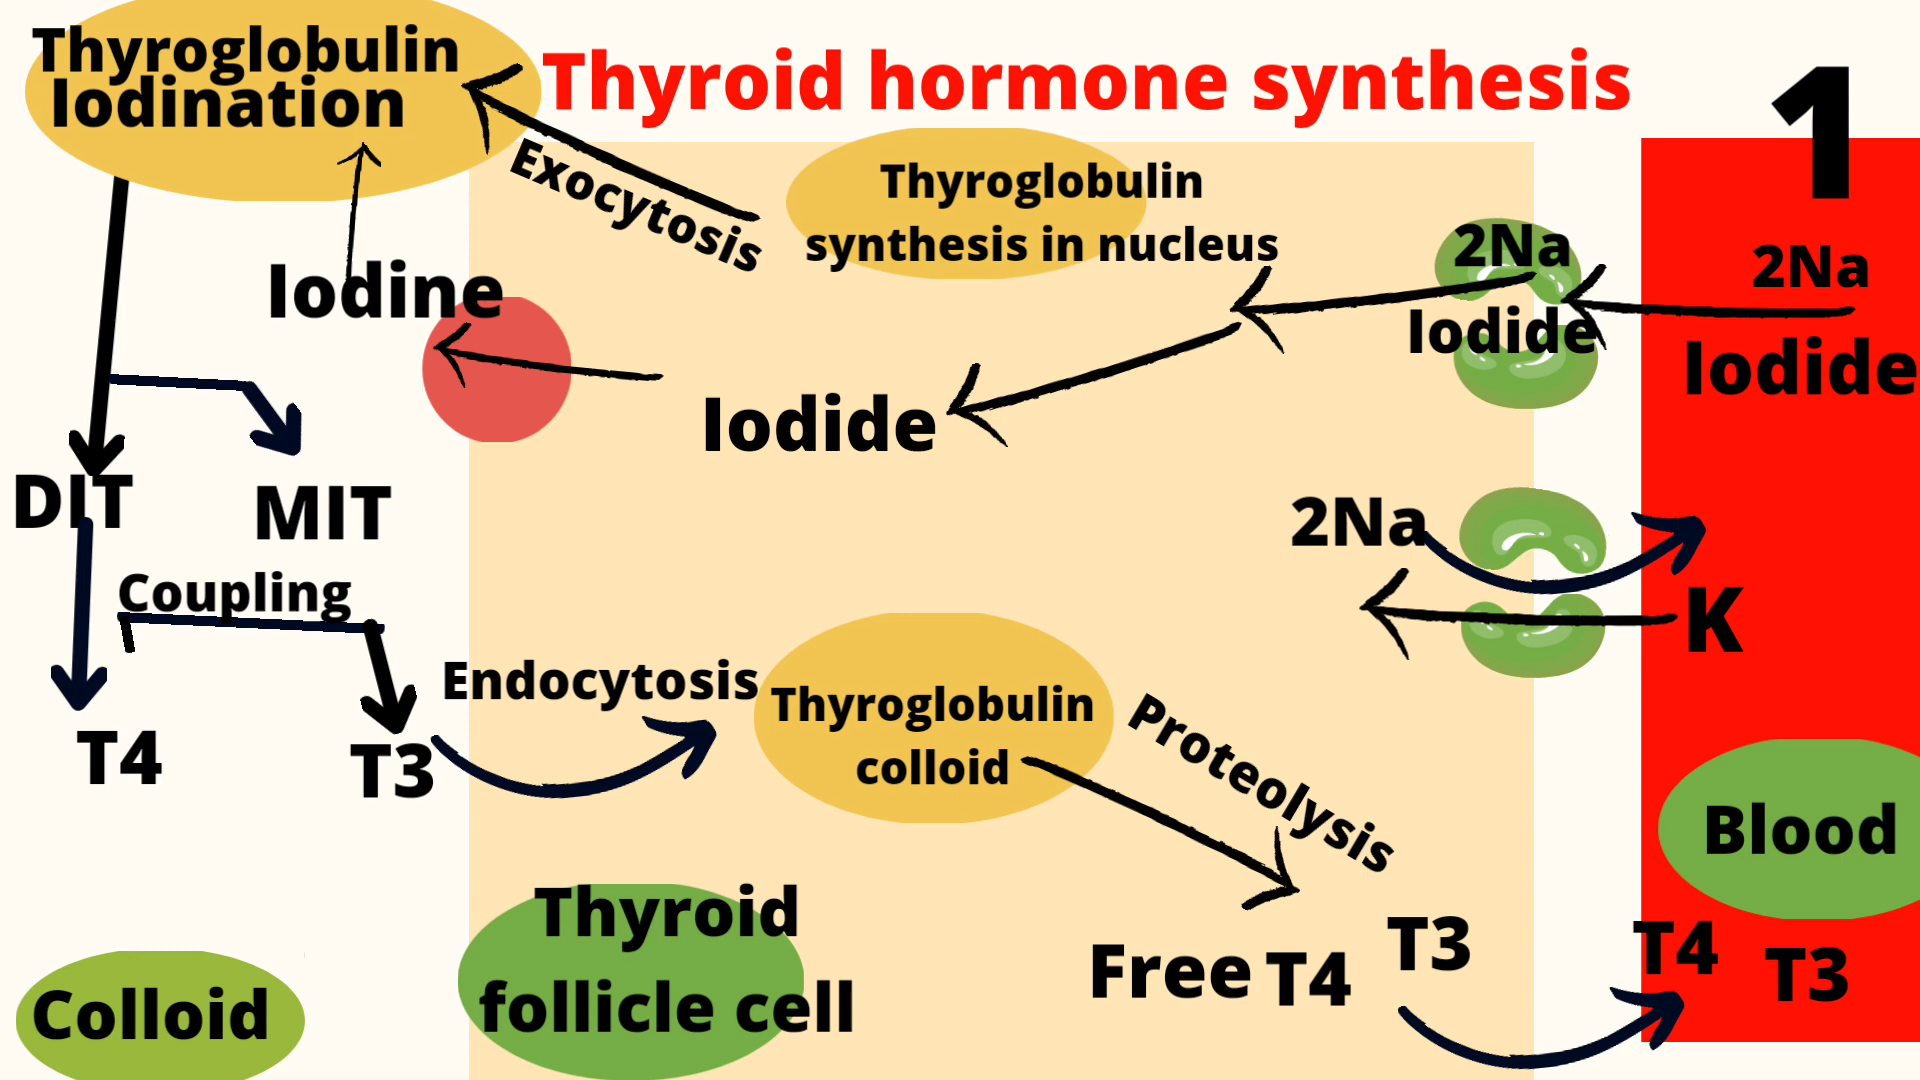 Thyroid hormone synthesis
1
Thyroglobulin
Iodination
Exocytosis
Thyroglobulin
synthesis in nucleus
2Na
Iodide
2Na
Iodide
Iodine
Iodide
DIT
MIT
2Na
K
Coupling
T4
T3
Endocytosis
Thyroglobulin
colloid
Proteolysis
Blood
Free T4
T3
T4
T3
Thyroid
follicle cell
Colloid